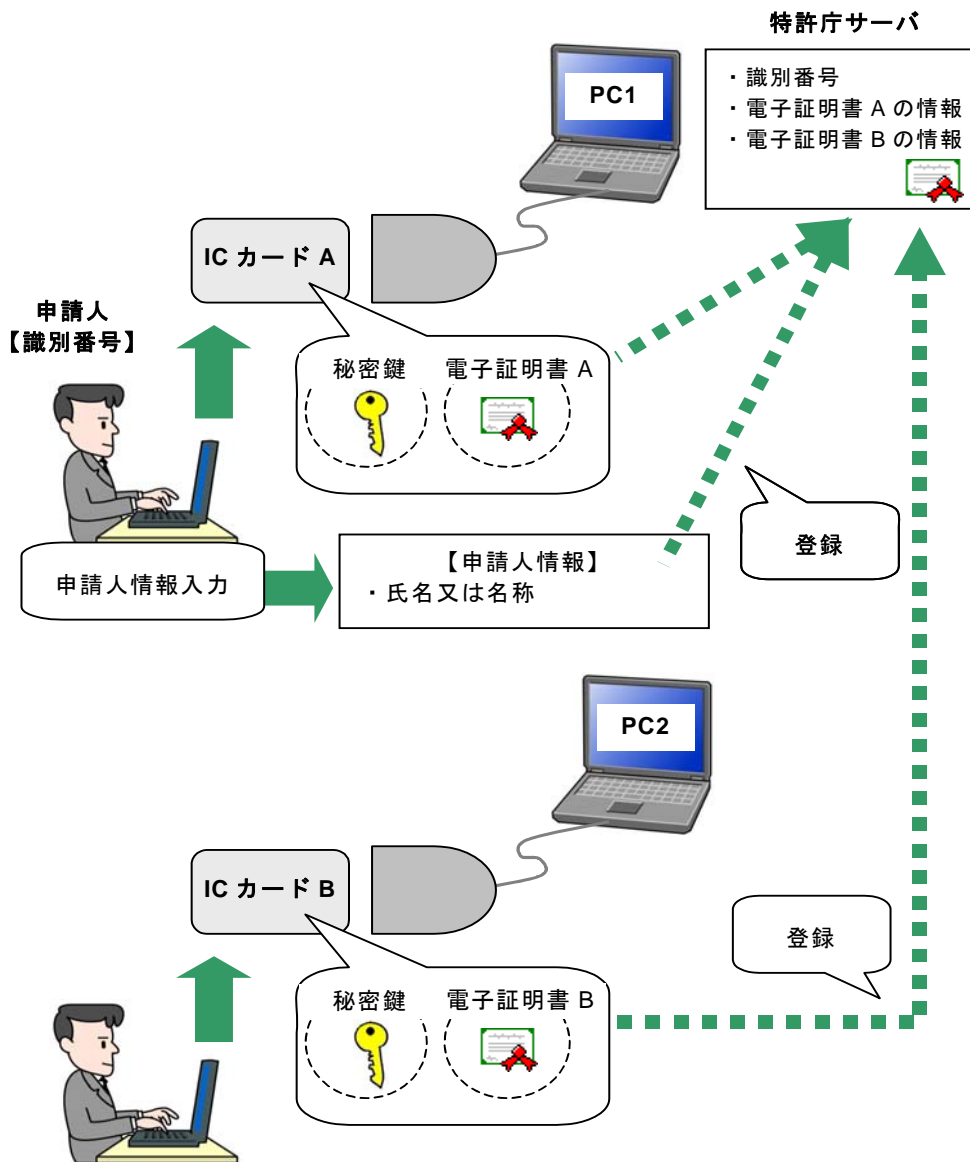 特許庁サーバ
PC1
・識別番号
・電子証明書 A の情報
・電子証明書 B の情報
IC カード A
申請人
【識別番号】
秘密鍵
電子証明書 A
登録
申請人情報入力
【申請人情報】
・氏名又は名称
PC2
IC カード B
登録
秘密鍵
電子証明書 B